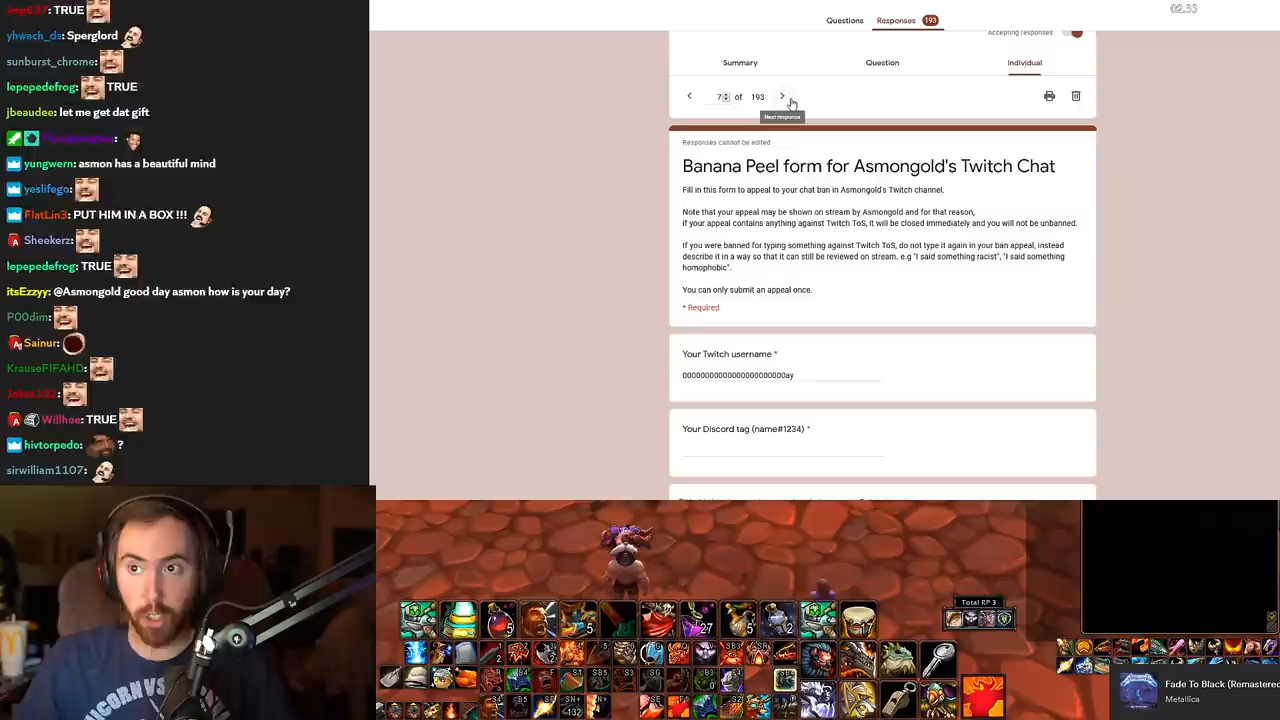 imp637: TRUE
yhwach_ds: Sperglord
sunburst_chrome:
lepepedefrog: TRUE
jbeaudee: let me get dat gift
yungwern: asmon has a beautiful mind
yeslifego:
FlatLin3: PUT HIM IN A BOX !!!
Sheekerz:
lepepedefrog: TRUE
itsEzzyy: @Asmongold good day asmon how is your day?
P00dim:
Sainur:
KrauseFIFAHD:
Willhoe:
hivtorpedo: ?
sirwilliam1107:
02:33
Questions
Responses 193
Accepting responses
Summary
Question
Individual
7 of 193
Next response
Responses cannot be edited
Banana Peel form for Asmongold's Twitch Chat
Fill in this form to appeal to your chat ban in Asmongold's Twitch channel.
Note that your appeal may be shown on stream by Asmongold and for that reason,
if your appeal contains anything against Twitch ToS, it will be closed immediately and you will not be unbanned.
If you were banned for typing something against Twitch ToS, do not type it again in your ban appeal, instead
describe it in a way so that it can still be reviewed on stream. e.g "I said something racist", "I said something
homophobic".
You can only submit an appeal once.
* Required
Your Twitch username *
Your Discord tag (name#1234) *
Total RP 3
Fade To Black (Remastered
Metallica